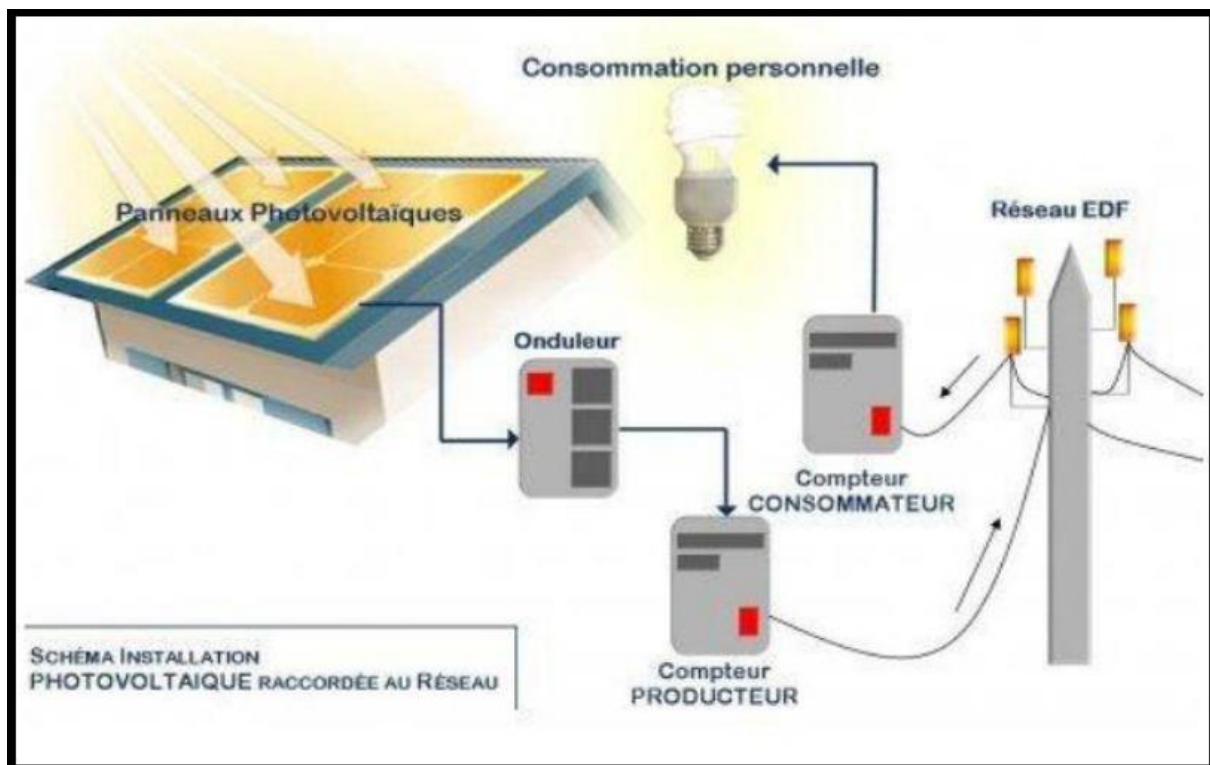 Consommation personnelle
Panneaux Photovoltaïques
Réseau EDF
Onduleur
Compteur
CONSOMMATEUR
Compteur
PRODUCTEUR
SCHÉMA INSTALLATION
PHOTOVOLTAIQUE RACCORDÉE AU RÉSEAU